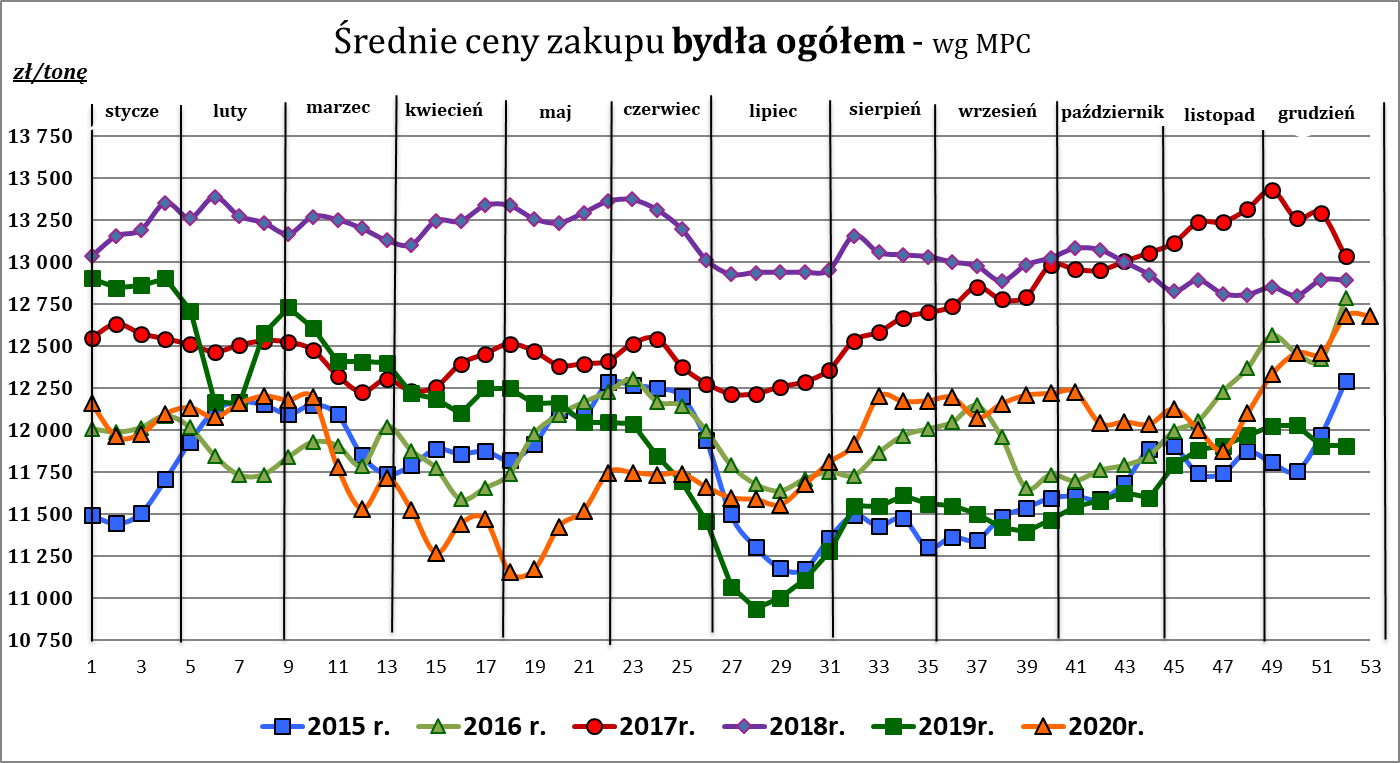 Średnie ceny zakupu bydła ogółem - wg MPC
zł/tonę
stycze luty marzec kwiecień maj czerwiec lipiec sierpień wrzesień październik listopad grudzień
13 750
13 500
13 250
13 000
12 750
12 500
12 250
12 000
11 750
11 500
11 250
11 000
10 750
1 3 5 7 9 11 13 15 17 19 21 23 25 27 29 31 33 35 37 39 41 43 45 47 49 51 53
2015 r. 2016 r. 2017r. 2018r. 2019r. 2020r.